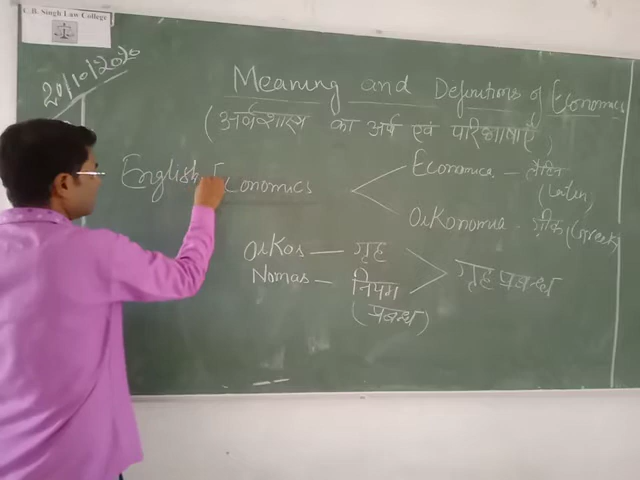 C. B. Singh Law College
20/10/2020
Meaning and Definitions of Economics
(अर्थशास्त्र का अर्थ एवं परिभाषाएँ)
English Economics
Economica - लैटिन (Latin)
Oikonomia - ग्रीक (Greek)
Oikos — गृह
Nomas — नियम (प्रबन्ध)
गृह प्रबन्ध